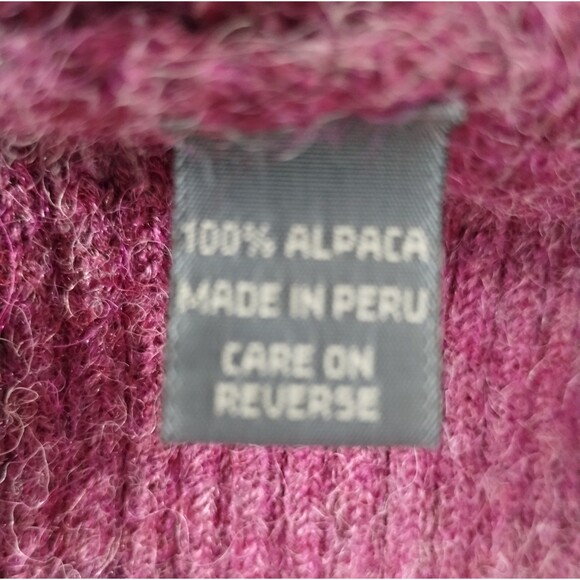 100% ALPACA
MADE IN PERU
CARE ON
REVERSE